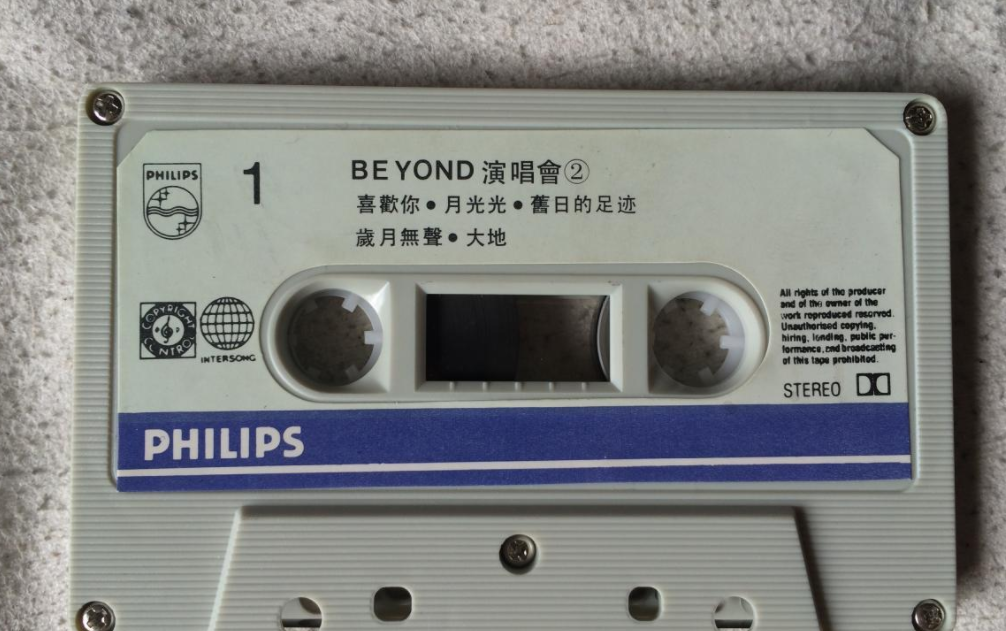 PHILIPS
1
BEYOND 演唱會②
喜歡你•月光光•舊日的足迹
歲月無聲•大地
COPYRIGHT CONTROL
INTERSONG
All rights of the producer
and of the owner of the
work reproduced reserved.
Unauthorised copying,
hiring, lending, public per-
formance, and broadcasting
of this tape prohibited.
STEREO
PHILIPS